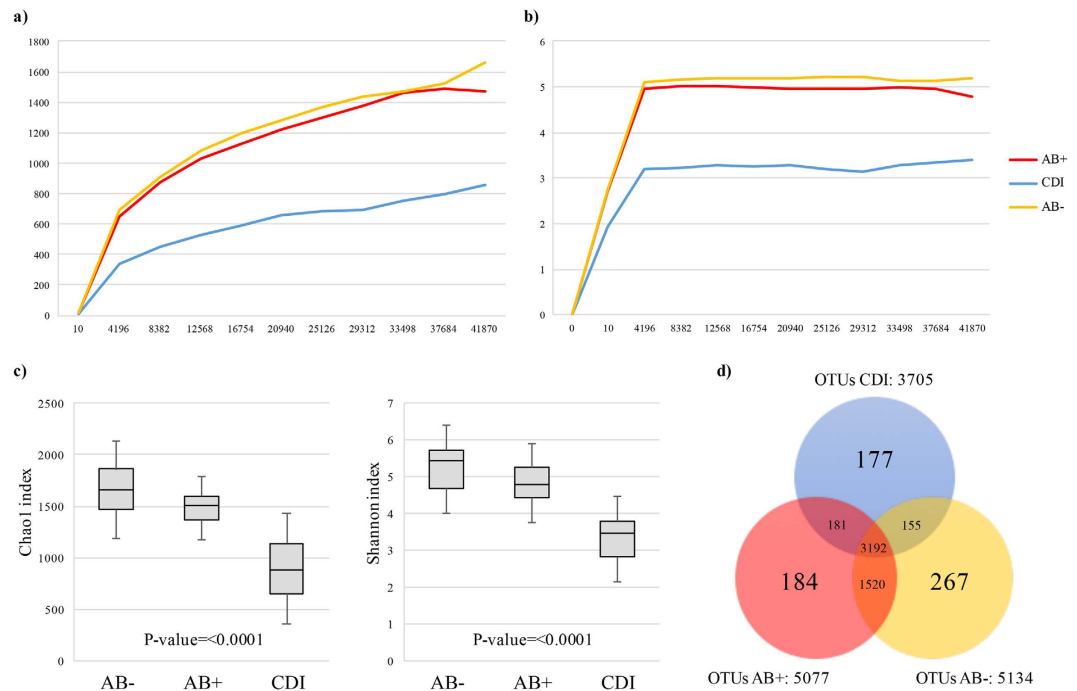 a)
1800
1600
1400
1200
1000
800
600
400
200
0
10 4196 8382 12568 16754 20940 25126 29312 33498 37684 41870
b)
6
5
4
3
2
1
0
0 10 4196 8382 12568 16754 20940 25126 29312 33498 37684 41870
AB+
CDI
AB-
c)
2500
2000
1500
1000
500
0
Chao1 index
P-value=<0.0001
AB- AB+ CDI
7
6
5
4
3
2
1
0
Shannon index
P-value=<0.0001
AB- AB+ CDI
d)
OTUs CDI: 3705
177
181 155
3192
184 1520 267
OTUs AB+: 5077 OTUs AB-: 5134